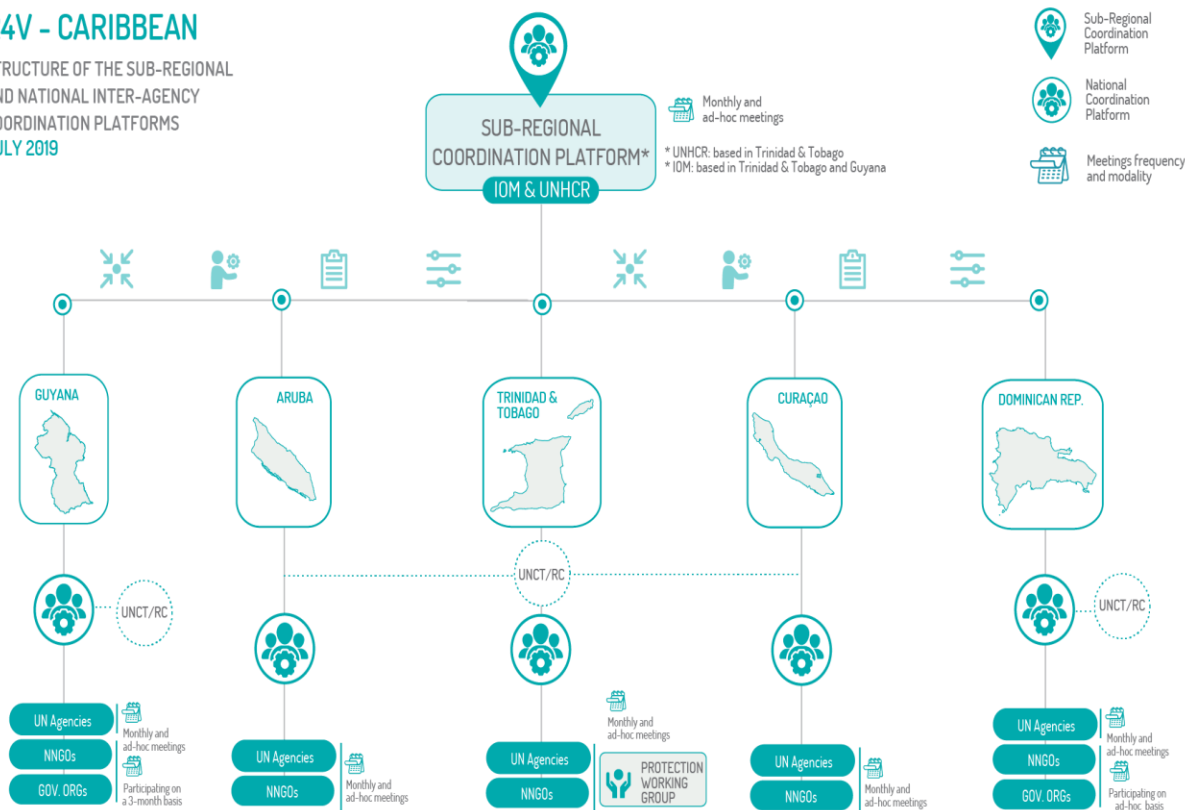 4V - CARIBBEAN
TRUCTURE OF THE SUB-REGIONAL
ND NATIONAL INTER-AGENCY
OORDINATION PLATFORMS
ULY 2019
SUB-REGIONAL
COORDINATION PLATFORM*
IOM & UNHCR
Monthly and
ad-hoc meetings
* UNHCR: based in Trinidad & Tobago
* IOM: based in Trinidad & Tobago and Guyana
Sub-Regional
Coordination
Platform
National
Coordination
Platform
Meetings frequency
and modality
GUYANA
ARUBA
TRINIDAD &
TOBAGO
CURAÇAO
DOMINICAN REP.
UNCT/RC
UNCT/RC
UNCT/RC
UN Agencies
NNGOs
GOV. ORGs
Monthly and
ad-hoc meetings
Participating on
a 3-month basis
UN Agencies
NNGOs
Monthly and
ad-hoc meetings
UN Agencies
NNGOs
Monthly and
ad-hoc meetings
PROTECTION
WORKING
GROUP
UN Agencies
NNGOs
Monthly and
ad-hoc meetings
UN Agencies
NNGOs
GOV. ORGs
Monthly and
ad-hoc meetings
Participating on
ad-hoc basis